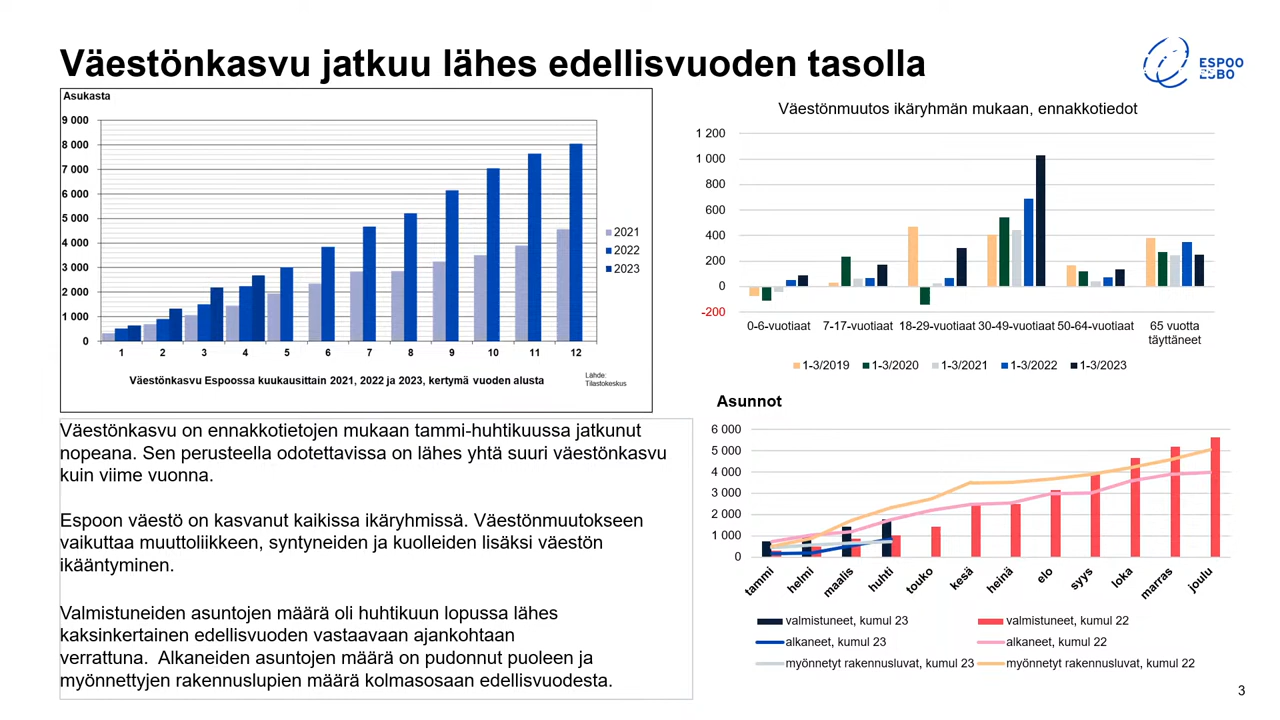 Väestönkasvu jatkuu lähes edellisvuoden tasolla
ESPOO
ESBO
Asukasta
9 000
8 000
7 000
6 000
5 000
4 000
3 000
2 000
1 000
0
1 2 3 4 5 6 7 8 9 10 11 12
2021
2022
2023
Väestönkasvu Espoossa kuukausittain 2021, 2022 ja 2023, kertymä vuoden alusta
Lähde:
Tilastokeskus
Väestönmuutos ikäryhmän mukaan, ennakkotiedot
1 200
1 000
800
600
400
200
0
-200
0-6-vuotiaat 7-17-vuotiaat 18-29-vuotiaat 30-49-vuotiaat 50-64-vuotiaat 65 vuotta
täyttäneet
1-3/2019 1-3/2020 1-3/2021 1-3/2022 1-3/2023
Väestönkasvu on ennakkotietojen mukaan tammi-huhtikuussa jatkunut
nopeana. Sen perusteella odotettavissa on lähes yhtä suuri väestönkasvu
kuin viime vuonna.
Espoon väestö on kasvanut kaikissa ikäryhmissä. Väestönmuutokseen
vaikuttaa muuttoliikkeen, syntyneiden ja kuolleiden lisäksi väestön
ikääntyminen.
Valmistuneiden asuntojen määrä oli huhtikuun lopussa lähes
kaksinkertainen edellisvuoden vastaavaan ajankohtaan
verrattuna. Alkaneiden asuntojen määrä on pudonnut puoleen ja
myönnettyjen rakennuslupien määrä kolmasosaan edellisvuodesta.
Asunnot
6 000
5 000
4 000
3 000
2 000
1 000
0
tammi helmi maalis huhti touko kesä heinä elo syys loka marras joulu
valmistuneet, kumul 23 valmistuneet, kumul 22
alkaneet, kumul 23 alkaneet, kumul 22
myönnetyt rakennusluvat, kumul 23 myönnetyt rakennusluvat, kumul 22
3